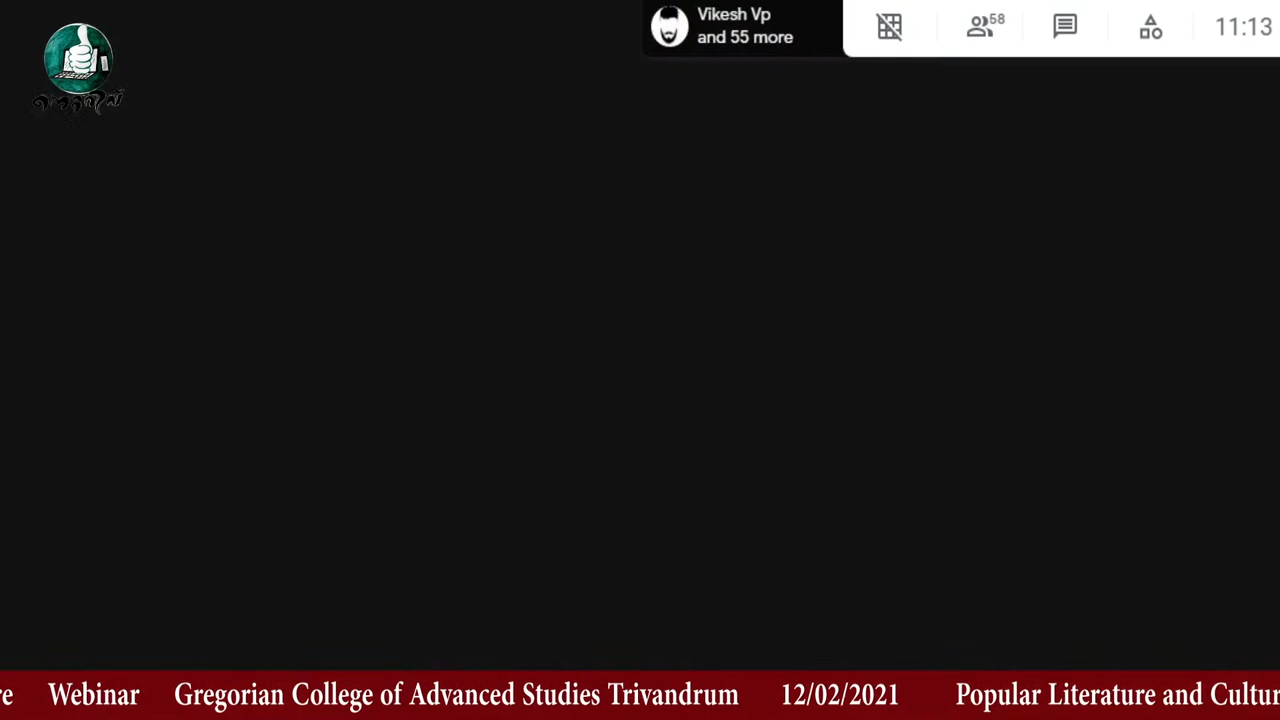 Vikesh Vp
and 55 more
58
11:13
re Webinar Gregorian College of Advanced Studies Trivandrum 12/02/2021 Popular Literature and Cultur